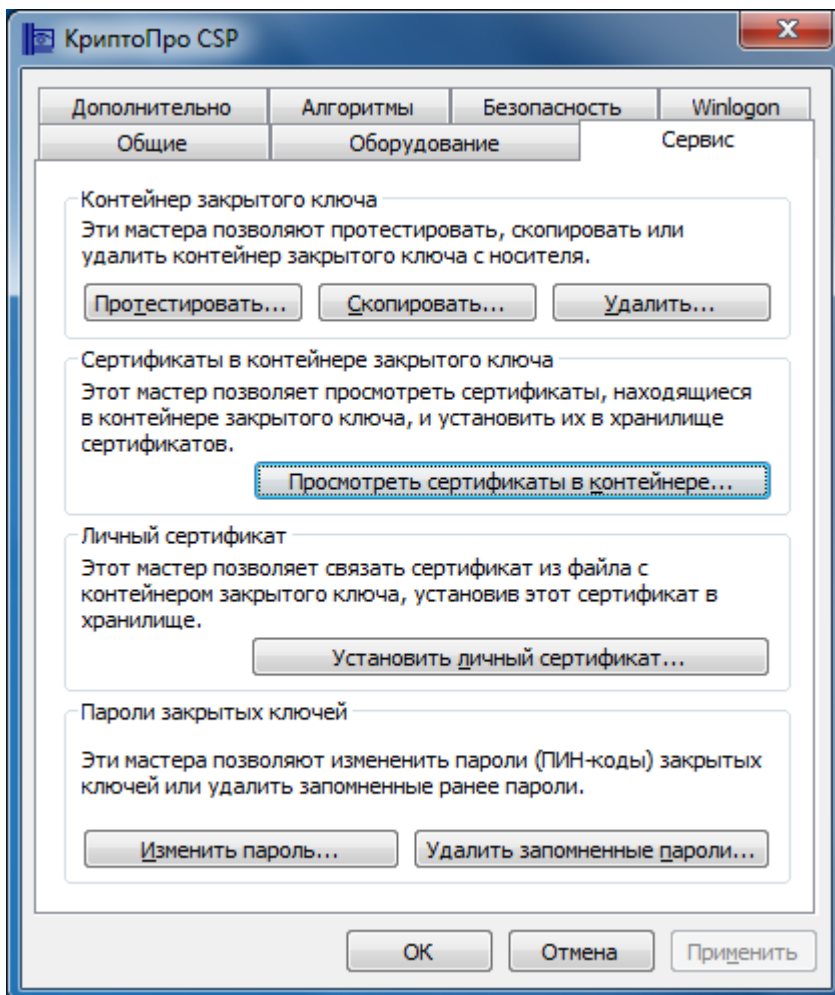 КриптоПро CSP
Дополнительно Алгоритмы Безопасность Winlogon
Общие Оборудование Сервис
Контейнер закрытого ключа
Эти мастера позволяют протестировать, скопировать или
удалить контейнер закрытого ключа с носителя.
Протестировать... Скопировать... Удалить...
Сертификаты в контейнере закрытого ключа
Этот мастер позволяет просмотреть сертификаты, находящиеся
в контейнере закрытого ключа, и установить их в хранилище
сертификатов.
Просмотреть сертификаты в контейнере...
Личный сертификат
Этот мастер позволяет связать сертификат из файла с
контейнером закрытого ключа, установив этот сертификат в
хранилище.
Установить личный сертификат...
Пароли закрытых ключей
Эти мастера позволяют измененить пароли (ПИН-коды) закрытых
ключей или удалить запомненные ранее пароли.
Изменить пароль... Удалить запомненные пароли...
ОК Отмена Применить